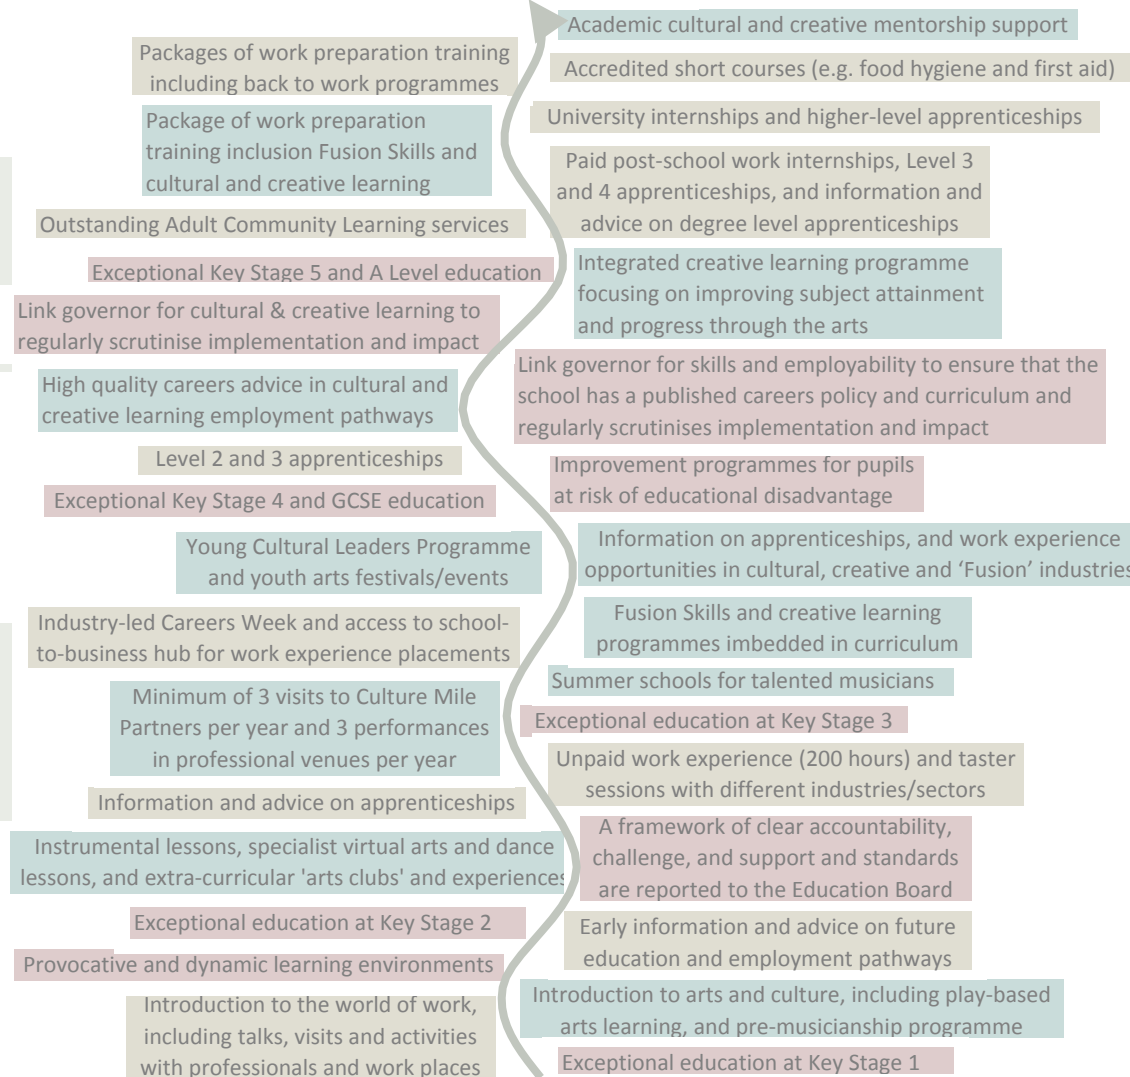 Academic cultural and creative mentorship support
Packages of work preparation training
including back to work programmes
Accredited short courses (e.g. food hygiene and first aid)
University internships and higher-level apprenticeships
Package of work preparation
training inclusion Fusion Skills and
cultural and creative learning
Paid post-school work internships, Level 3
and 4 apprenticeships, and information and
advice on degree level apprenticeships
Outstanding Adult Community Learning services
Exceptional Key Stage 5 and A Level education
Integrated creative learning programme
focusing on improving subject attainment
and progress through the arts
Link governor for cultural & creative learning to
regularly scrutinise implementation and impact
Link governor for skills and employability to ensure that the
school has a published careers policy and curriculum and
regularly scrutinises implementation and impact
High quality careers advice in cultural and
creative learning employment pathways
Level 2 and 3 apprenticeships
Improvement programmes for pupils
at risk of educational disadvantage
Exceptional Key Stage 4 and GCSE education
Young Cultural Leaders Programme
and youth arts festivals/events
Information on apprenticeships, and work experience
opportunities in cultural, creative and ‘Fusion’ industries
Industry-led Careers Week and access to school-
to-business hub for work experience placements
Fusion Skills and creative learning
programmes imbedded in curriculum
Summer schools for talented musicians
Minimum of 3 visits to Culture Mile
Partners per year and 3 performances
in professional venues per year
Exceptional education at Key Stage 3
Unpaid work experience (200 hours) and taster
sessions with different industries/sectors
Information and advice on apprenticeships
A framework of clear accountability,
challenge, and support and standards
are reported to the Education Board
Instrumental lessons, specialist virtual arts and dance
lessons, and extra-curricular 'arts clubs' and experiences
Exceptional education at Key Stage 2
Early information and advice on future
education and employment pathways
Provocative and dynamic learning environments
Introduction to arts and culture, including play-based
arts learning, and pre-musicianship programme
Introduction to the world of work,
including talks, visits and activities
with professionals and work places
Exceptional education at Key Stage 1